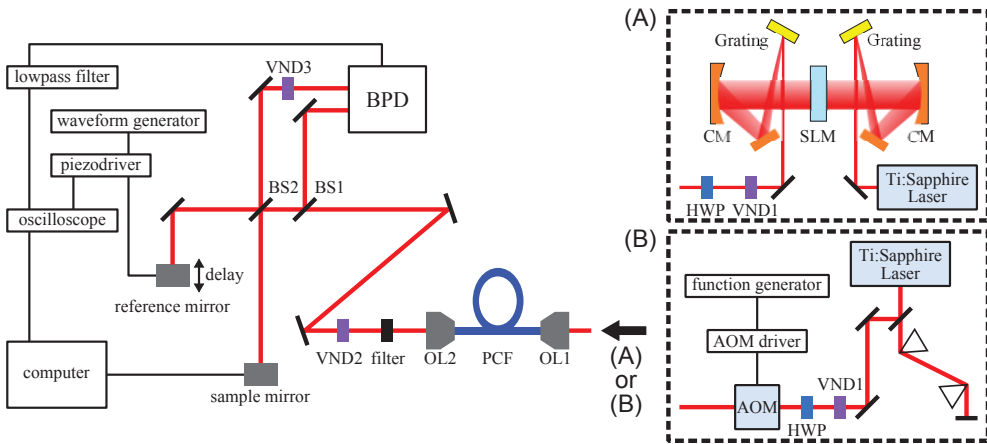 VND3
BPD
lowpass filter
waveform generator
piezodriver
oscilloscope
BS2
BS1
delay
reference mirror
computer
sample mirror
VND2
filter
OL2
PCF
OL1
(A)
or
(B)
(A)
Grating
Grating
CM
SLM
CM
HWP
VND1
Ti:Sapphire
Laser
(B)
Ti:Sapphire
Laser
function generator
AOM driver
VND1
AOM
HWP